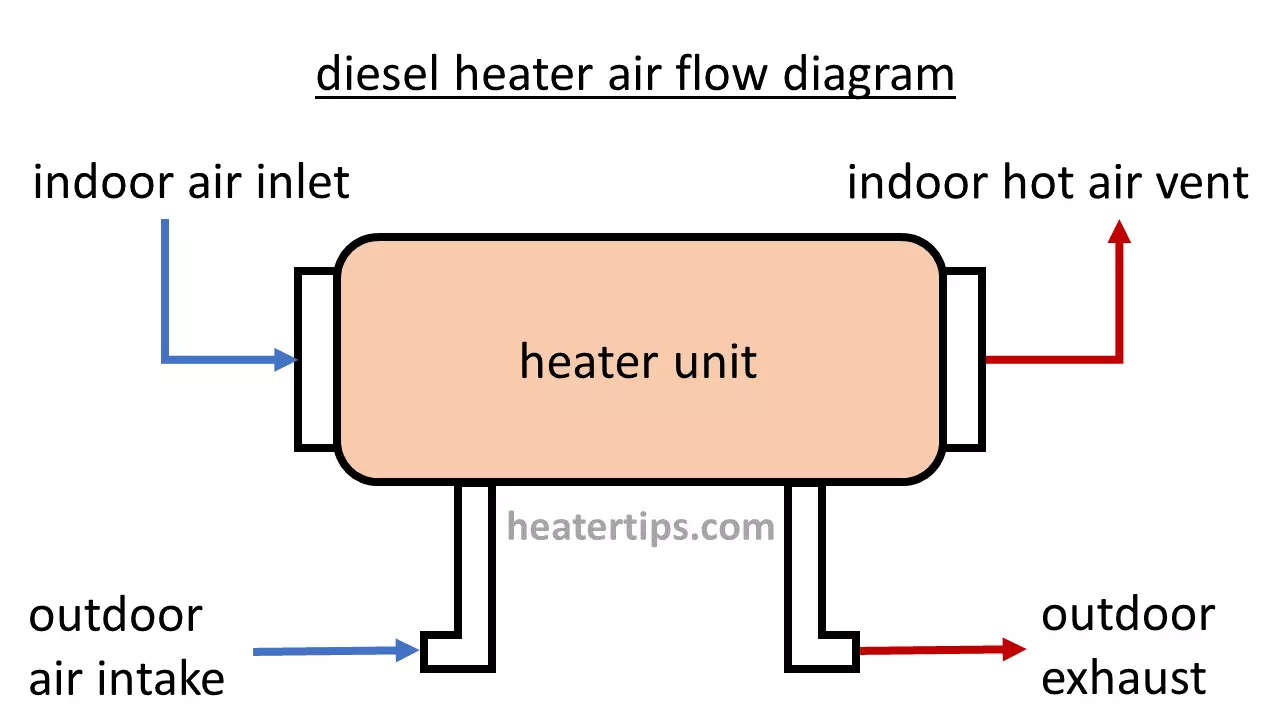 diesel heater air flow diagram
indoor air inlet
indoor hot air vent
heater unit
heatertips.com
outdoor
air intake
outdoor
exhaust